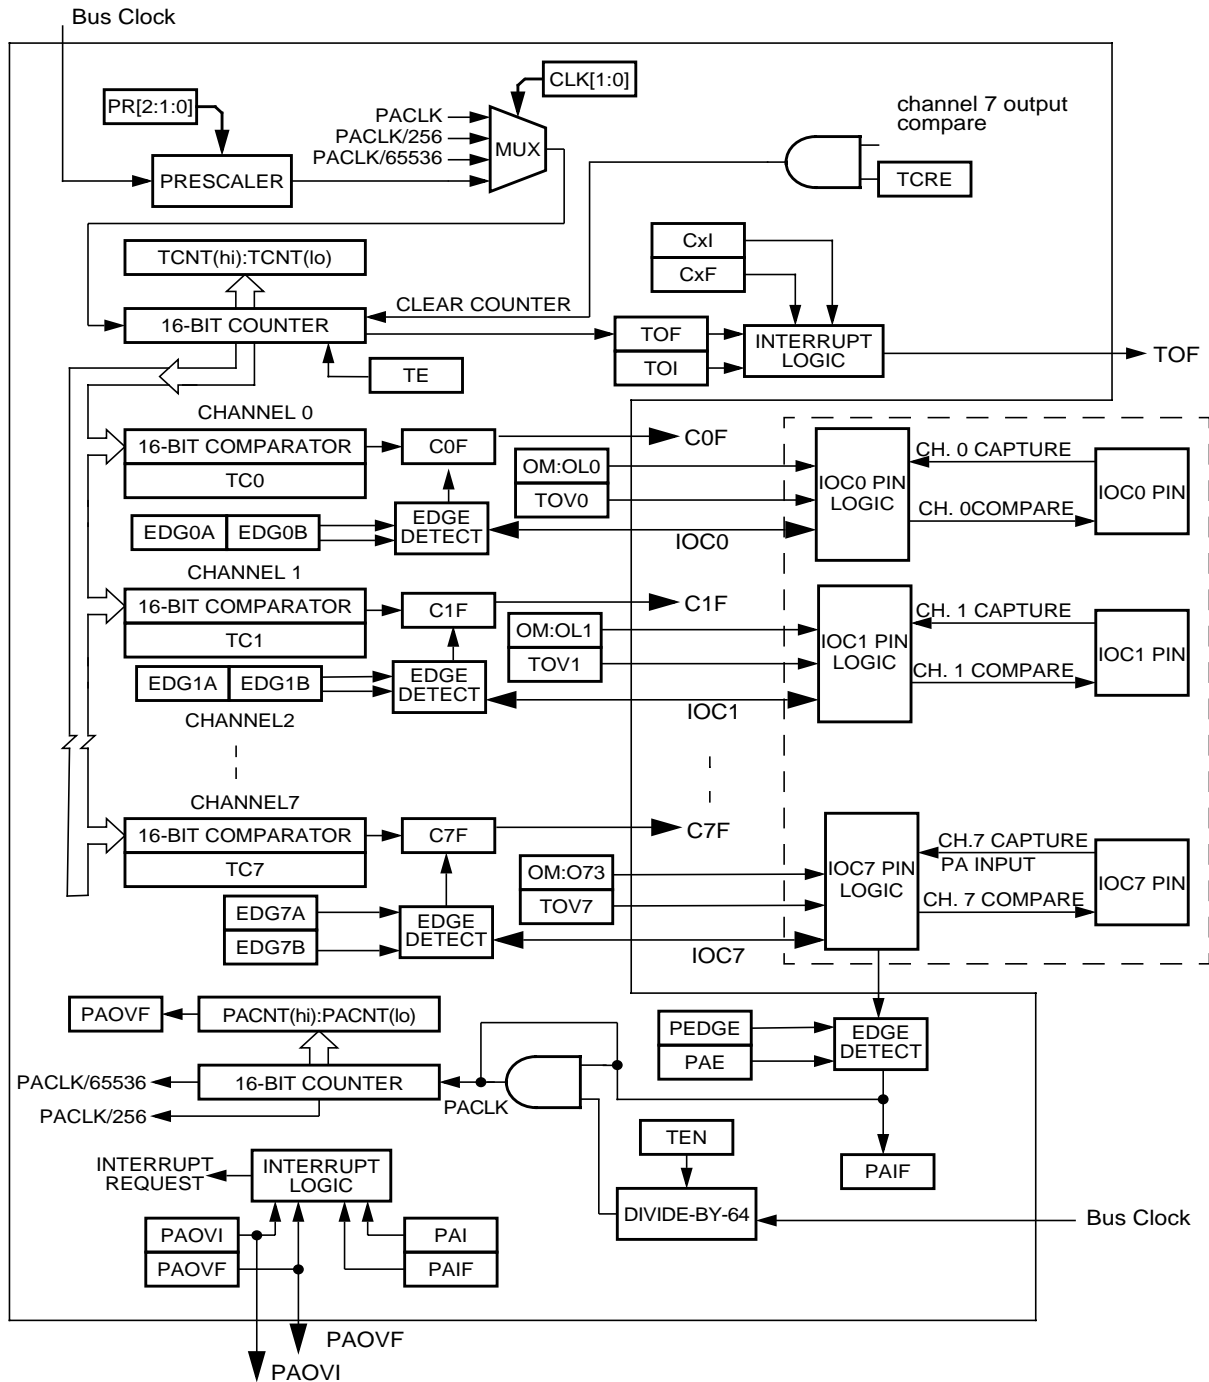 Bus Clock
PR[2:1:0]
CLK[1:0]
PACLK
PACLK/256
PACLK/65536
MUX
PRESCALER
channel 7 output
compare
TCRE
TCNT(hi):TCNT(lo)
CxI
CxF
CLEAR COUNTER
16-BIT COUNTER
TOF
TOI
INTERRUPT
LOGIC
TOF
TE
CHANNEL 0
16-BIT COMPARATOR
TC0
C0F
C0F
OM:OL0
TOV0
EDG0A
EDG0B
EDGE
DETECT
IOC0
IOC0 PIN
LOGIC
CH. 0 CAPTURE
CH. 0COMPARE
IOC0 PIN
CHANNEL 1
16-BIT COMPARATOR
TC1
C1F
C1F
OM:OL1
TOV1
EDG1A
EDG1B
EDGE
DETECT
IOC1
IOC1 PIN
LOGIC
CH. 1 CAPTURE
CH. 1 COMPARE
IOC1 PIN
CHANNEL2
CHANNEL7
16-BIT COMPARATOR
TC7
C7F
C7F
OM:O73
TOV7
EDG7A
EDG7B
EDGE
DETECT
IOC7
IOC7 PIN
LOGIC
CH.7 CAPTURE
PA INPUT
CH. 7 COMPARE
IOC7 PIN
PAOVF
PACNT(hi):PACNT(lo)
PEDGE
PAE
EDGE
DETECT
PACLK/65536
16-BIT COUNTER
PACLK
PACLK/256
TEN
PAIF
INTERRUPT
REQUEST
INTERRUPT
LOGIC
DIVIDE-BY-64
Bus Clock
PAOVI
PAOVF
PAI
PAIF
PAOVF
PAOVI